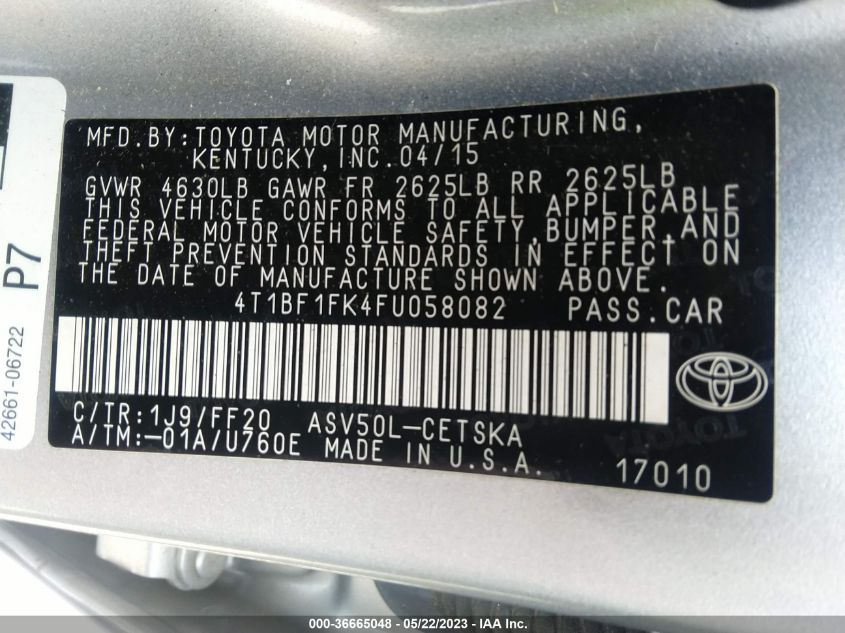 MFD.BY:TOYOTA MOTOR MANUFACTURING,
KENTUCKY,INC.04/15
GVWR 4630LB GAWR FR 2625LB RR 2625LB
THIS VEHICLE CONFORMS TO ALL APPLICABLE
FEDERAL MOTOR VEHICLE SAFETY,BUMPER,AND
THEFT PREVENTION STANDARDS IN EFFECT ON
THE DATE OF MANUFACTURE SHOWN ABOVE.
4T1BF1FK4FU058082 PASS.CAR
C/TR:1J9/FF20 ASV50L-CETSKA
A/TM:-01A/U760E MADE IN U.S.A.
17010
P7
42661-06722
000-36665048 - 05/22/2023 - IAA Inc.